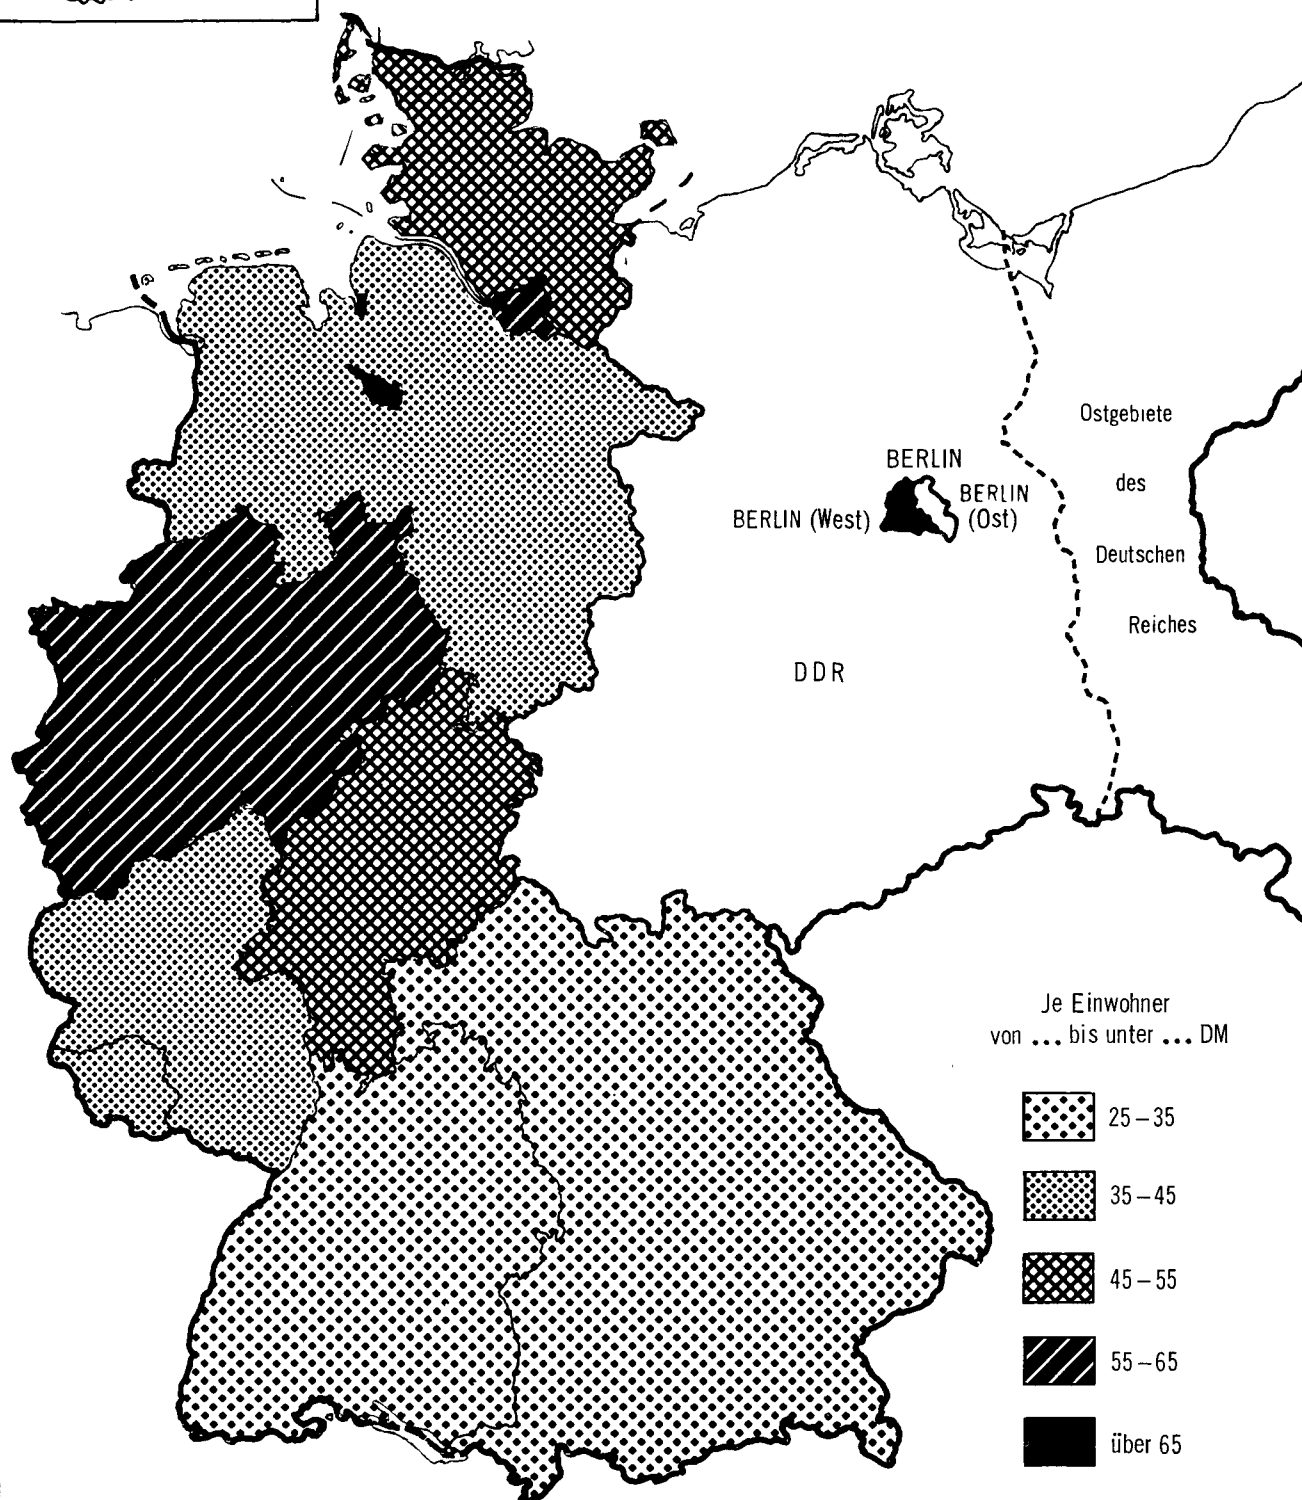 Ostgebiete
des
Deutschen
Reiches
BERLIN
BERLIN (West)
BERLIN
(Ost)
DDR
Je Einwohner
von ... bis unter ... DM
25–35
35–45
45–55
55–65
über 65